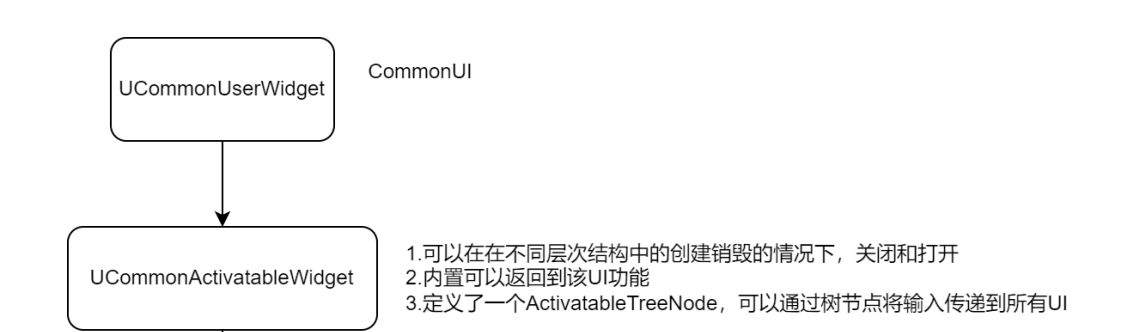 UCommonUserWidget
CommonUI
UCommonActivatableWidget
1.可以在在不同层次结构中的创建销毁的情况下，关闭和打开
2.内置可以返回到该UI功能
3.定义了一个ActivatableTreeNode，可以通过树节点将输入传递到所有UI